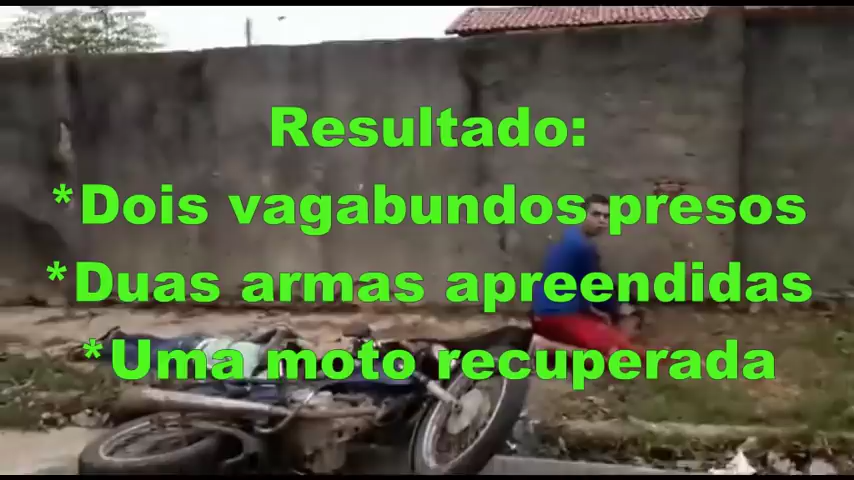 Resultado:
*Dois vagabundos presos
*Duas armas apreendidas
*Uma moto recuperada